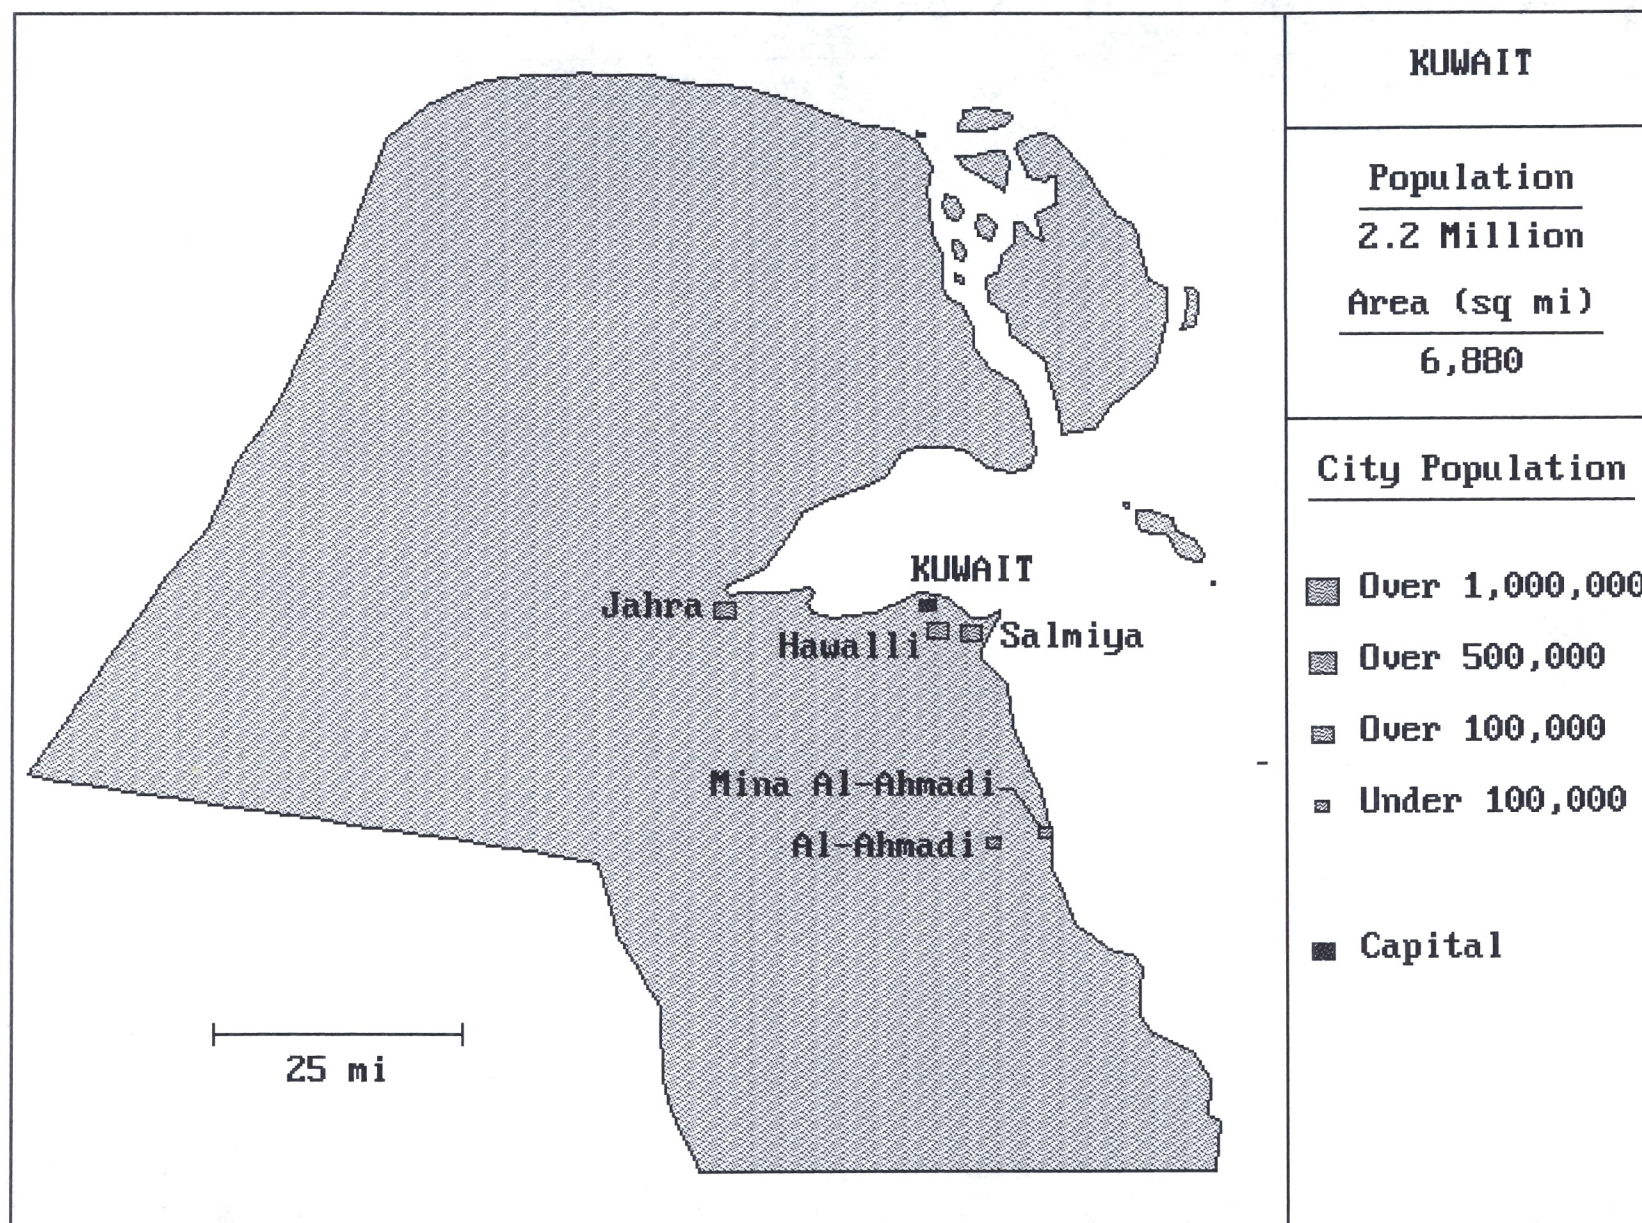 KUWAIT
Population
2.2 Million
Area (sq mi)
6,880
City Population
Over 1,000,000
Over 500,000
Over 100,000
Under 100,000
Capital
KUWAIT
Jahra
Hawalli
Salmiya
Mina Al-Ahmadi
Al-Ahmadi
25 mi